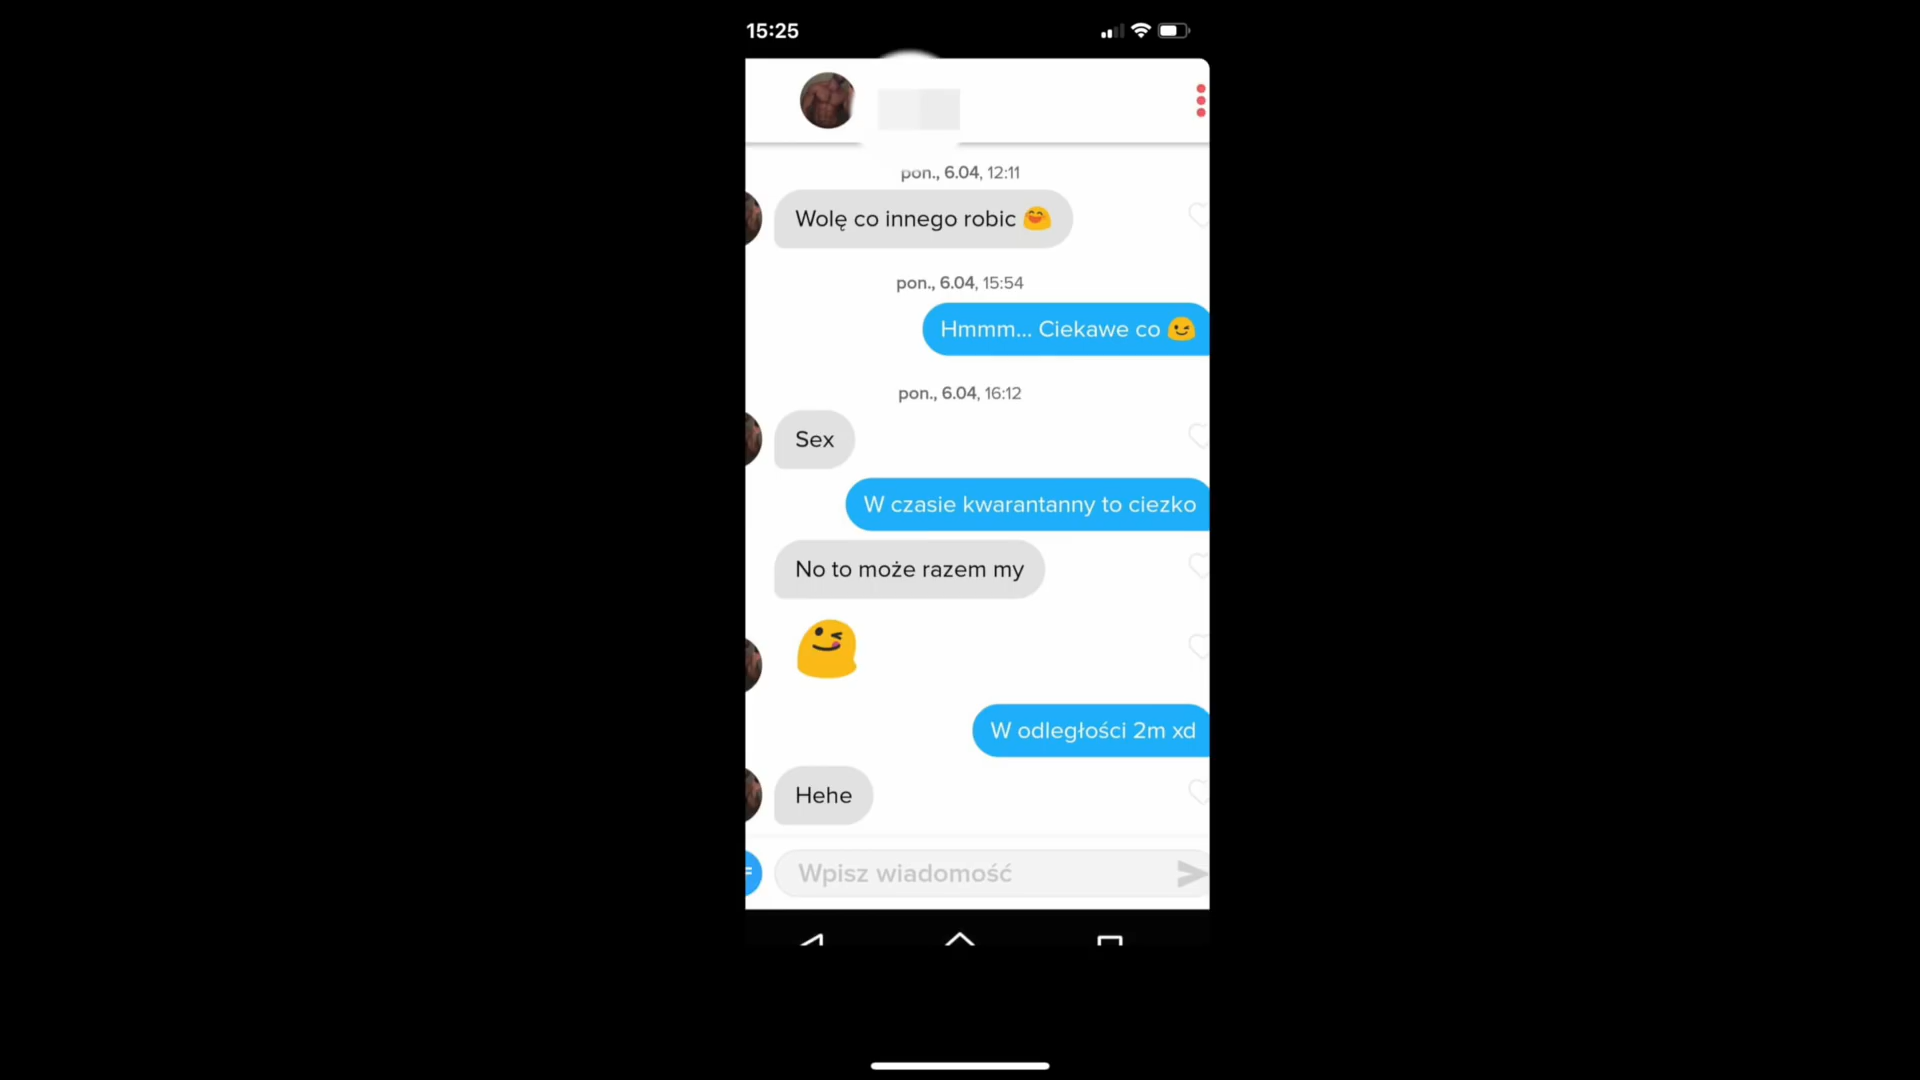 15:25
pon., 6.04, 12:11
Wolę co innego robic 😄
pon., 6.04, 15:54
Hmmm... Ciekawe co 😉
pon., 6.04, 16:12
Sex
W czasie kwarantanny to ciezko
No to może razem my
😜
W odległości 2m xd
Hehe
Wpisz wiadomość